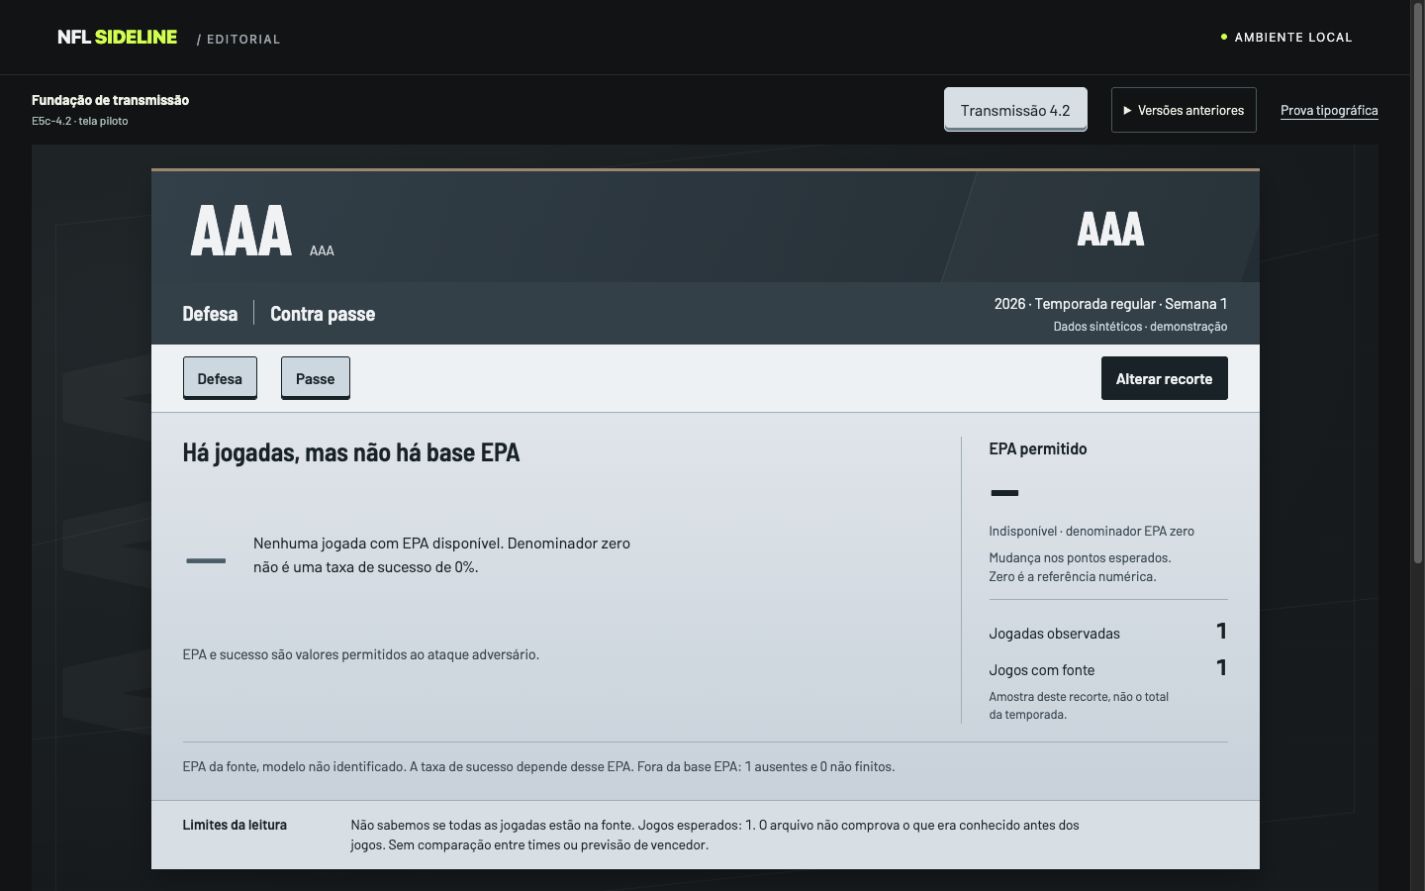 NFL SIDELINE / EDITORIAL
AMBIENTE LOCAL
Fundação de transmissão
E5c-4.2 · tela piloto
Transmissão 4.2
▶ Versões anteriores
Prova tipográfica
AAA AAA
AAA
Defesa | Contra passe
2026 · Temporada regular · Semana 1
Dados sintéticos · demonstração
Defesa
Passe
Alterar recorte
Há jogadas, mas não há base EPA
— Nenhuma jogada com EPA disponível. Denominador zero
não é uma taxa de sucesso de 0%.
EPA e sucesso são valores permitidos ao ataque adversário.
EPA permitido
—
Indisponível · denominador EPA zero
Mudança nos pontos esperados.
Zero é a referência numérica.
Jogadas observadas 1
Jogos com fonte 1
Amostra deste recorte, não o total
da temporada.
EPA da fonte, modelo não identificado. A taxa de sucesso depende desse EPA. Fora da base EPA: 1 ausentes e 0 não finitos.
Limites da leitura
Não sabemos se todas as jogadas estão na fonte. Jogos esperados: 1. O arquivo não comprova o que era conhecido antes dos
jogos. Sem comparação entre times ou previsão de vencedor.